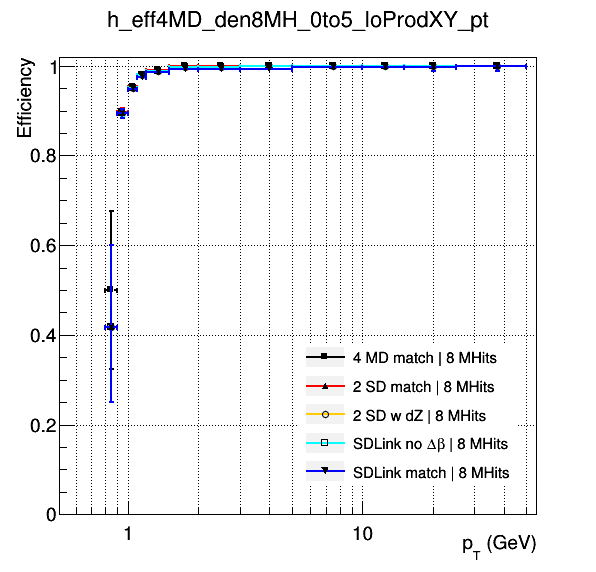 h_eff4MD_den8MH_0to5_loProdXY_pt
Efficiency
1
0.8
0.6
0.4
0.2
0
4 MD match | 8 MHits
2 SD match | 8 MHits
2 SD w dZ | 8 MHits
SDLink no Δβ | 8 MHits
SDLink match | 8 MHits
1
10
p_T (GeV)